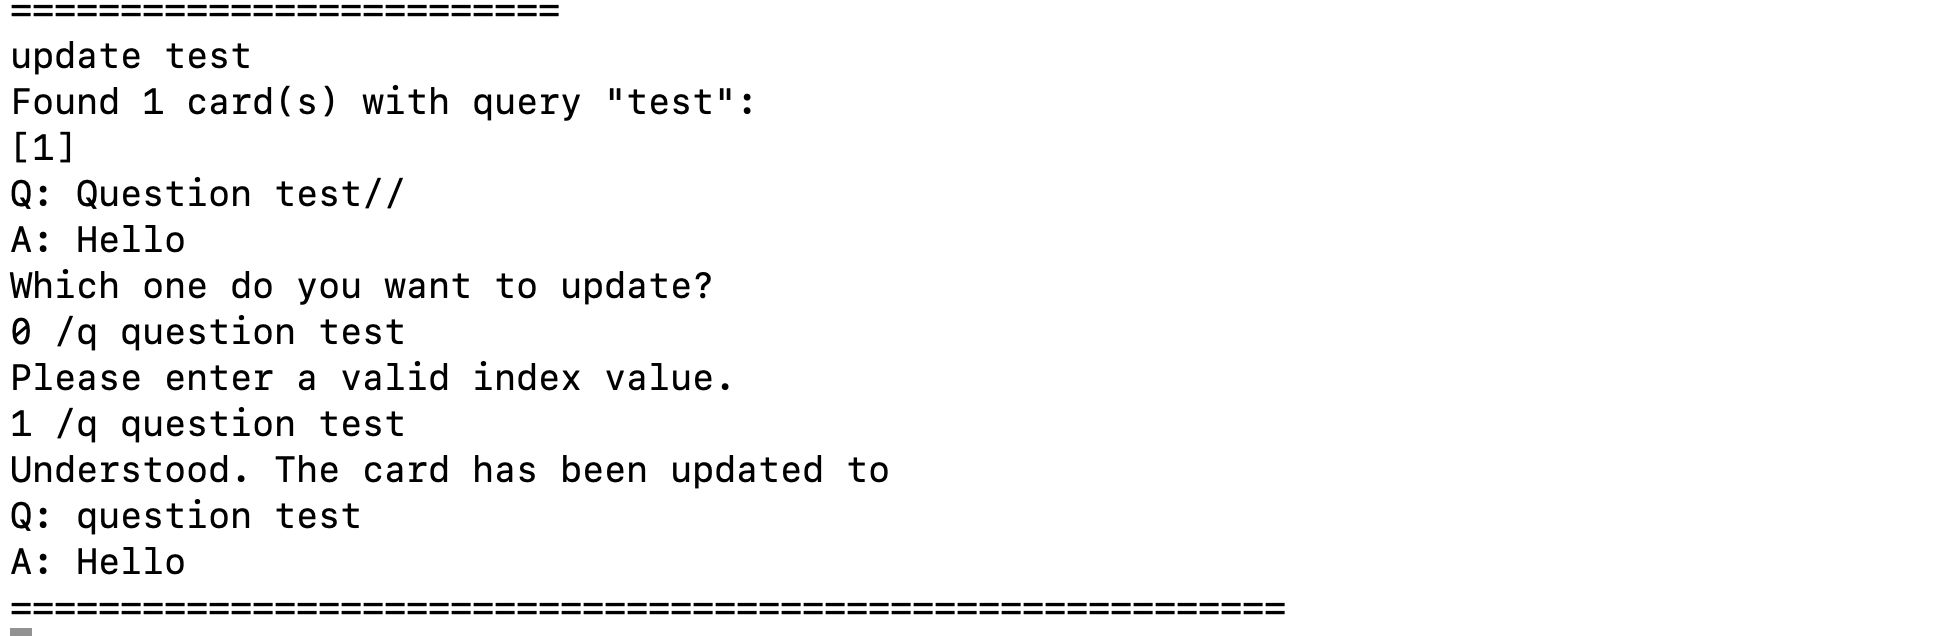 =========================
update test
Found 1 card(s) with query "test":
[1]
Q: Question test//
A: Hello
Which one do you want to update?
0 /q question test
Please enter a valid index value.
1 /q question test
Understood. The card has been updated to
Q: question test
A: Hello
==========================================================